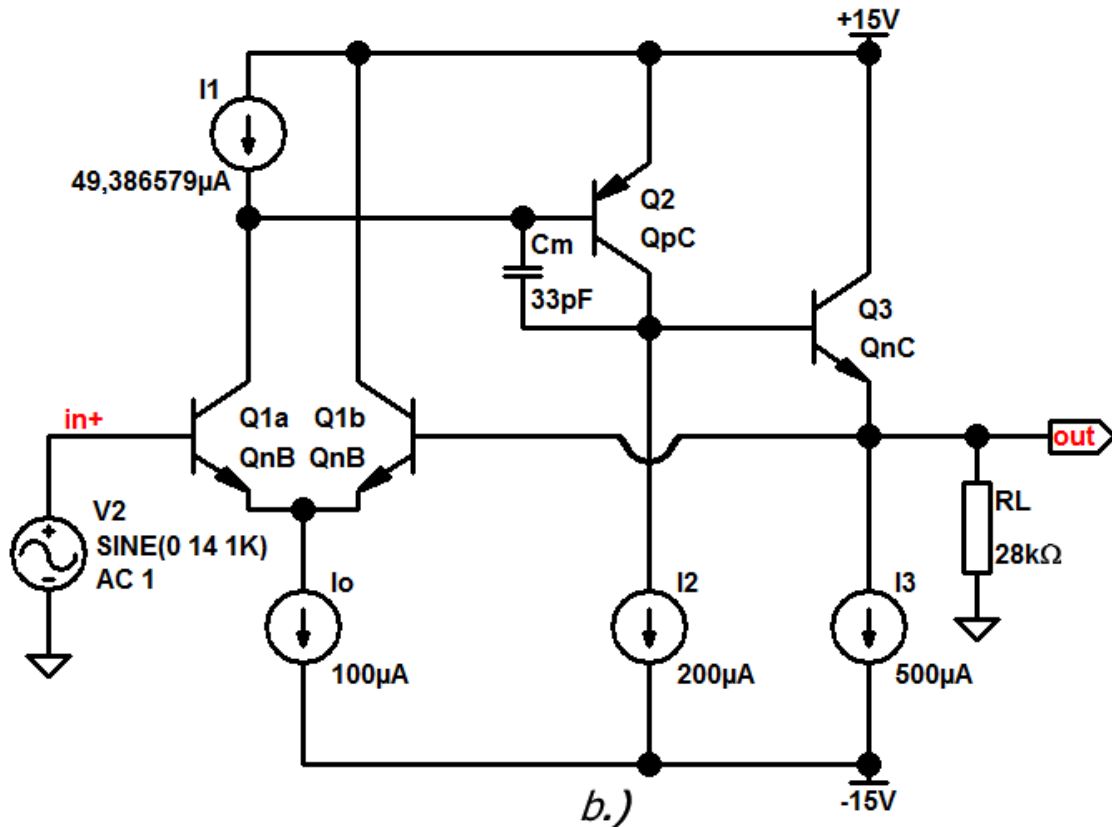 +15V
I1
49,386579µA
Q2
QpC
Cm
33pF
Q3
QnC
in+
Q1a
QnB
Q1b
QnB
out
V2
SINE(0 14 1K)
AC 1
RL
28kΩ
Io
100µA
I2
200µA
I3
500µA
-15V
b.)